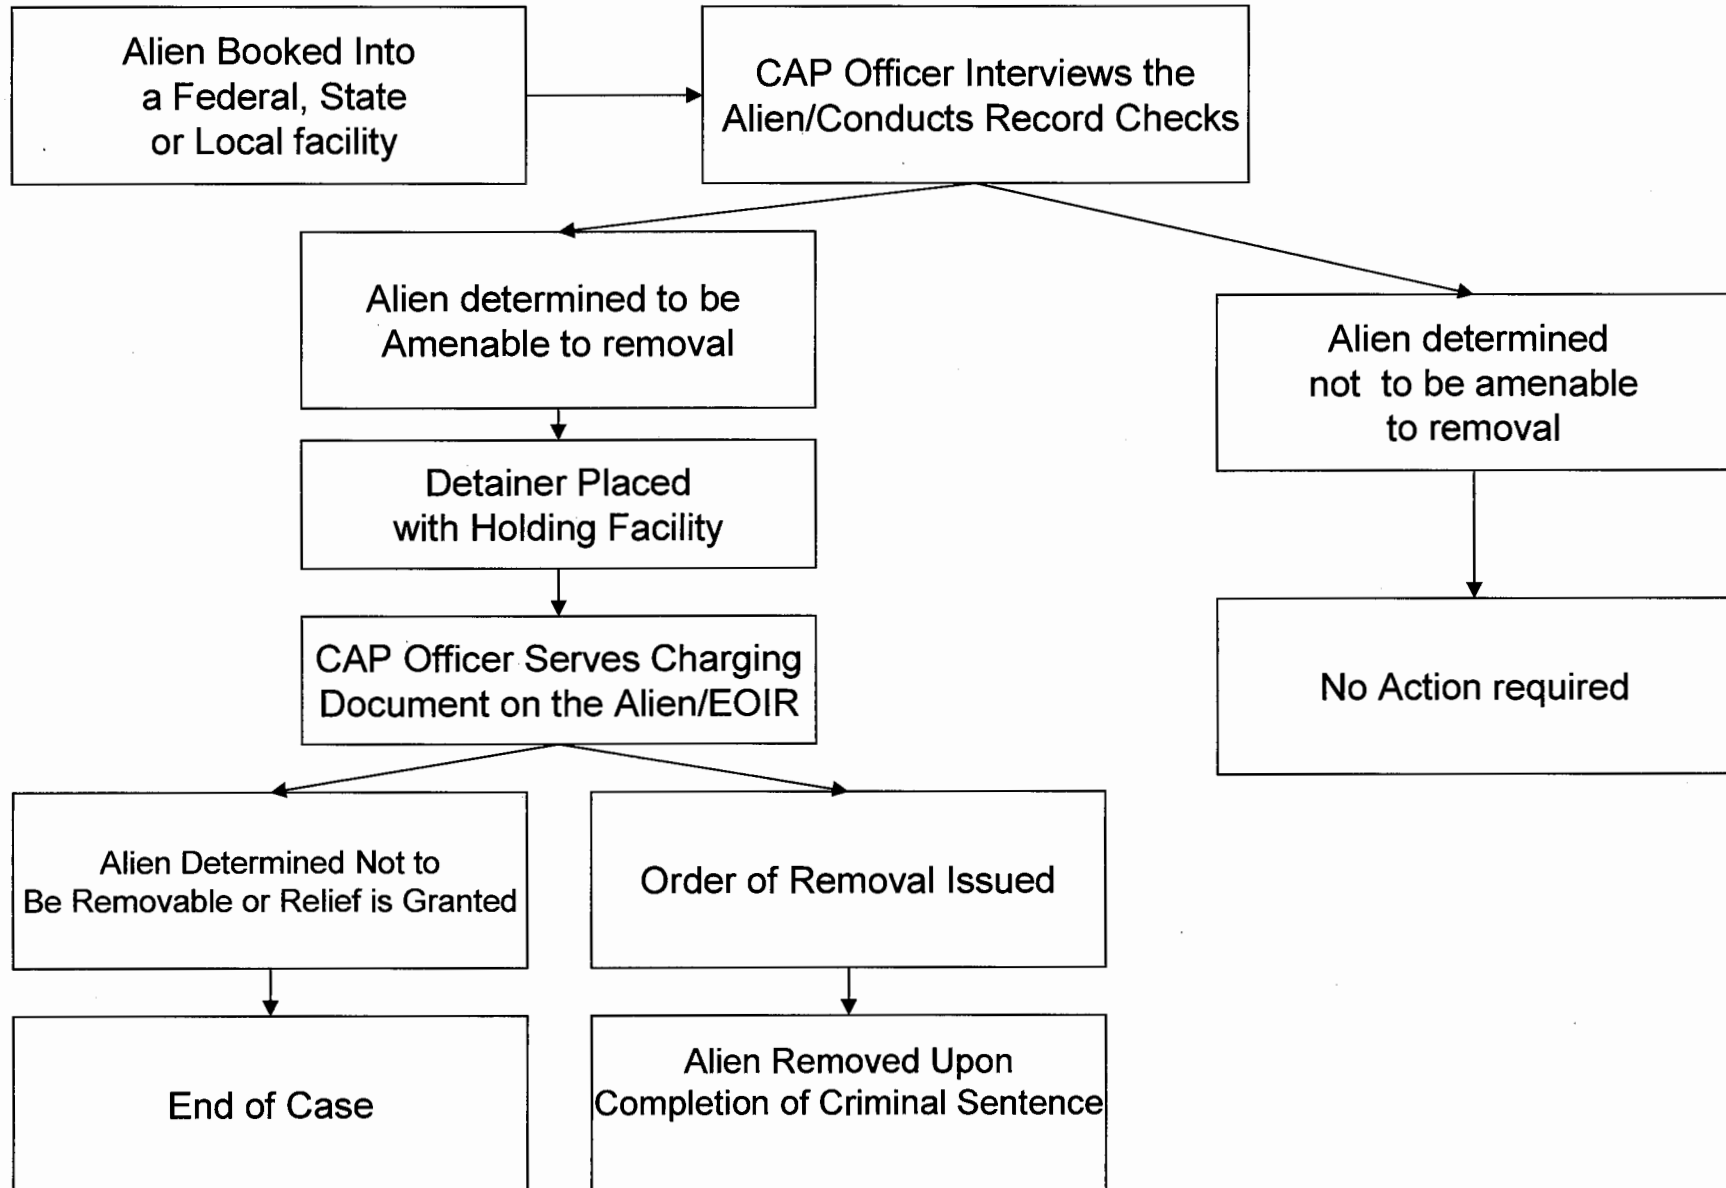 Alien Booked Into
a Federal, State
or Local facility
CAP Officer Interviews the
Alien/Conducts Record Checks
Alien determined to be
Amenable to removal
Alien determined
not to be amenable
to removal
Detainer Placed
with Holding Facility
CAP Officer Serves Charging
Document on the Alien/EOIR
No Action required
Alien Determined Not to
Be Removable or Relief is Granted
Order of Removal Issued
End of Case
Alien Removed Upon
Completion of Criminal Sentence